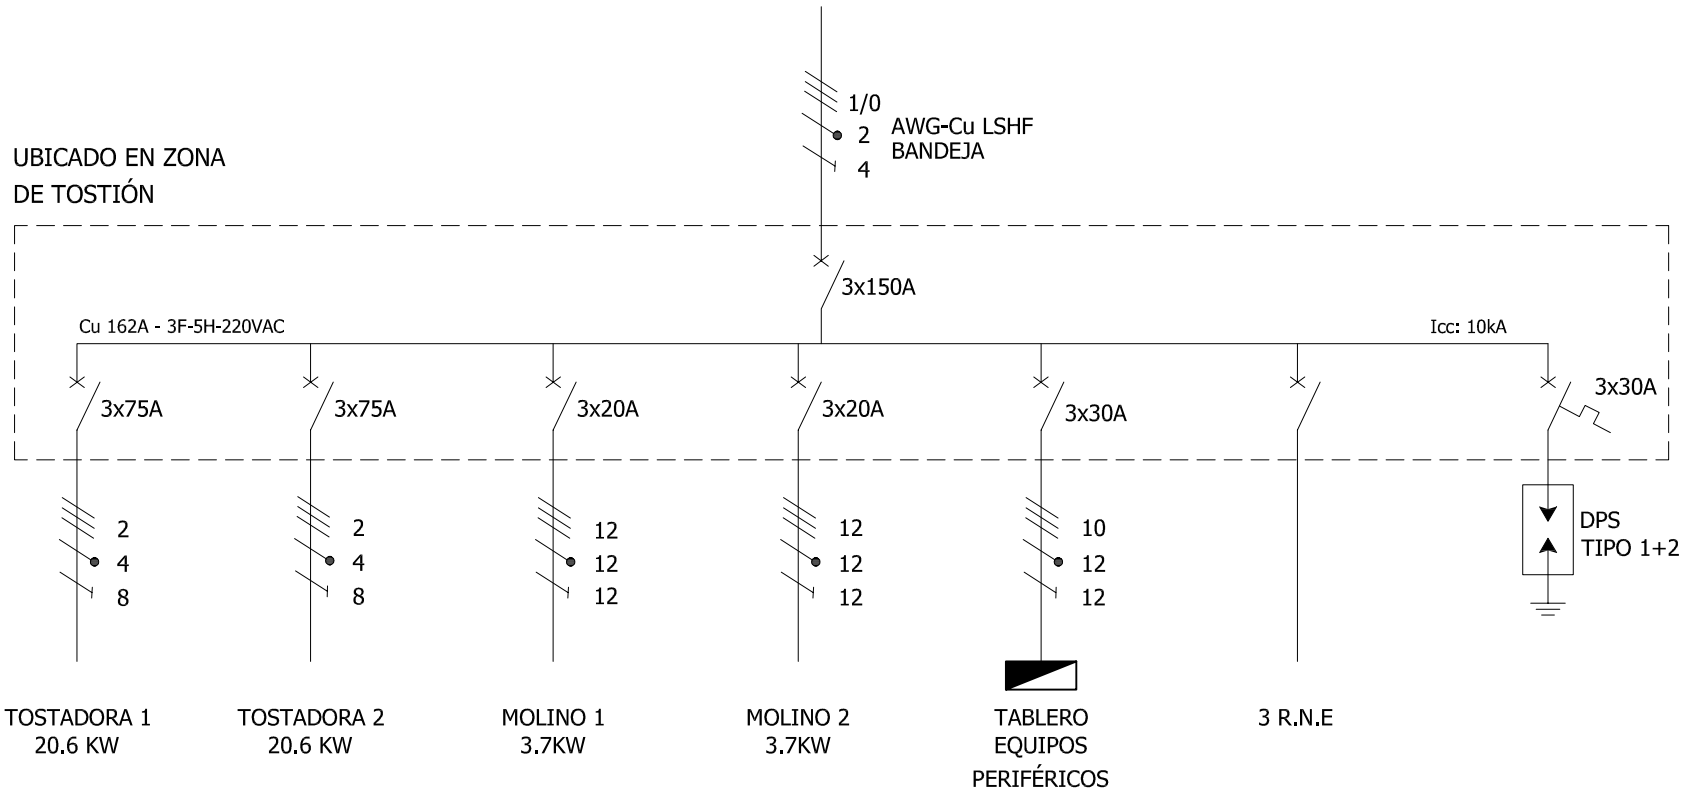 1/0
2
4
AWG-Cu LSHF
BANDEJA
UBICADO EN ZONA
DE TOSTIÓN
3x150A
Cu 162A - 3F-5H-220VAC
Icc: 10kA
3x75A
3x75A
3x20A
3x20A
3x30A
3x30A
2
4
8
2
4
8
12
12
12
12
12
12
10
12
12
DPS
TIPO 1+2
TOSTADORA 1
20.6 KW
TOSTADORA 2
20.6 KW
MOLINO 1
3.7KW
MOLINO 2
3.7KW
TABLERO
EQUIPOS
PERIFÉRICOS
3 R.N.E